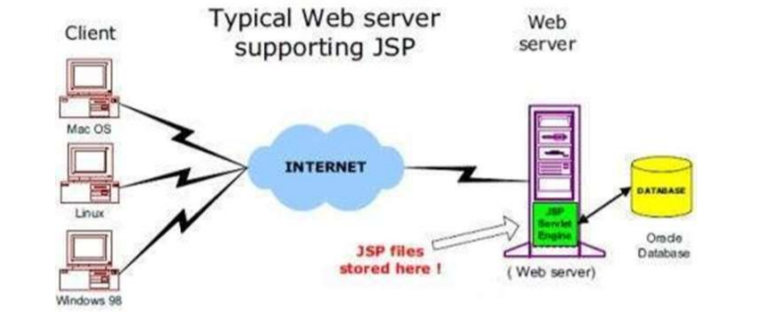 Client
Typical Web server
supporting JSP
Web
server
Mac OS
Linux
Windows 98
INTERNET
JSP files
stored here !
JSP
Servlet
Engine
( Web server)
DATABASE
Oracle
Database